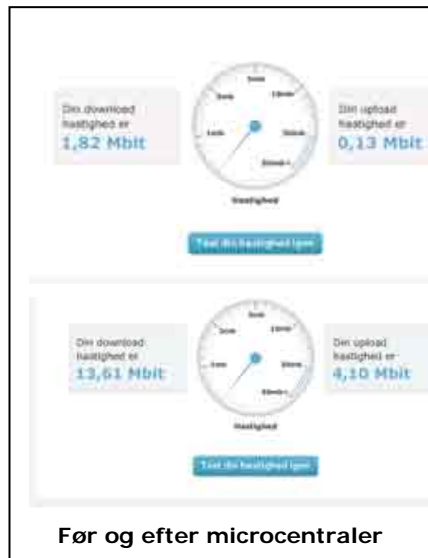 Din download
hastighed er
1,82 Mbit
Din upload
hastighed er
0,13 Mbit
Hastighed
Test din hastighed igen
Din download
hastighed er
13,61 Mbit
Din upload
hastighed er
4,10 Mbit
Hastighed
Test din hastighed igen
Før og efter microcentraler